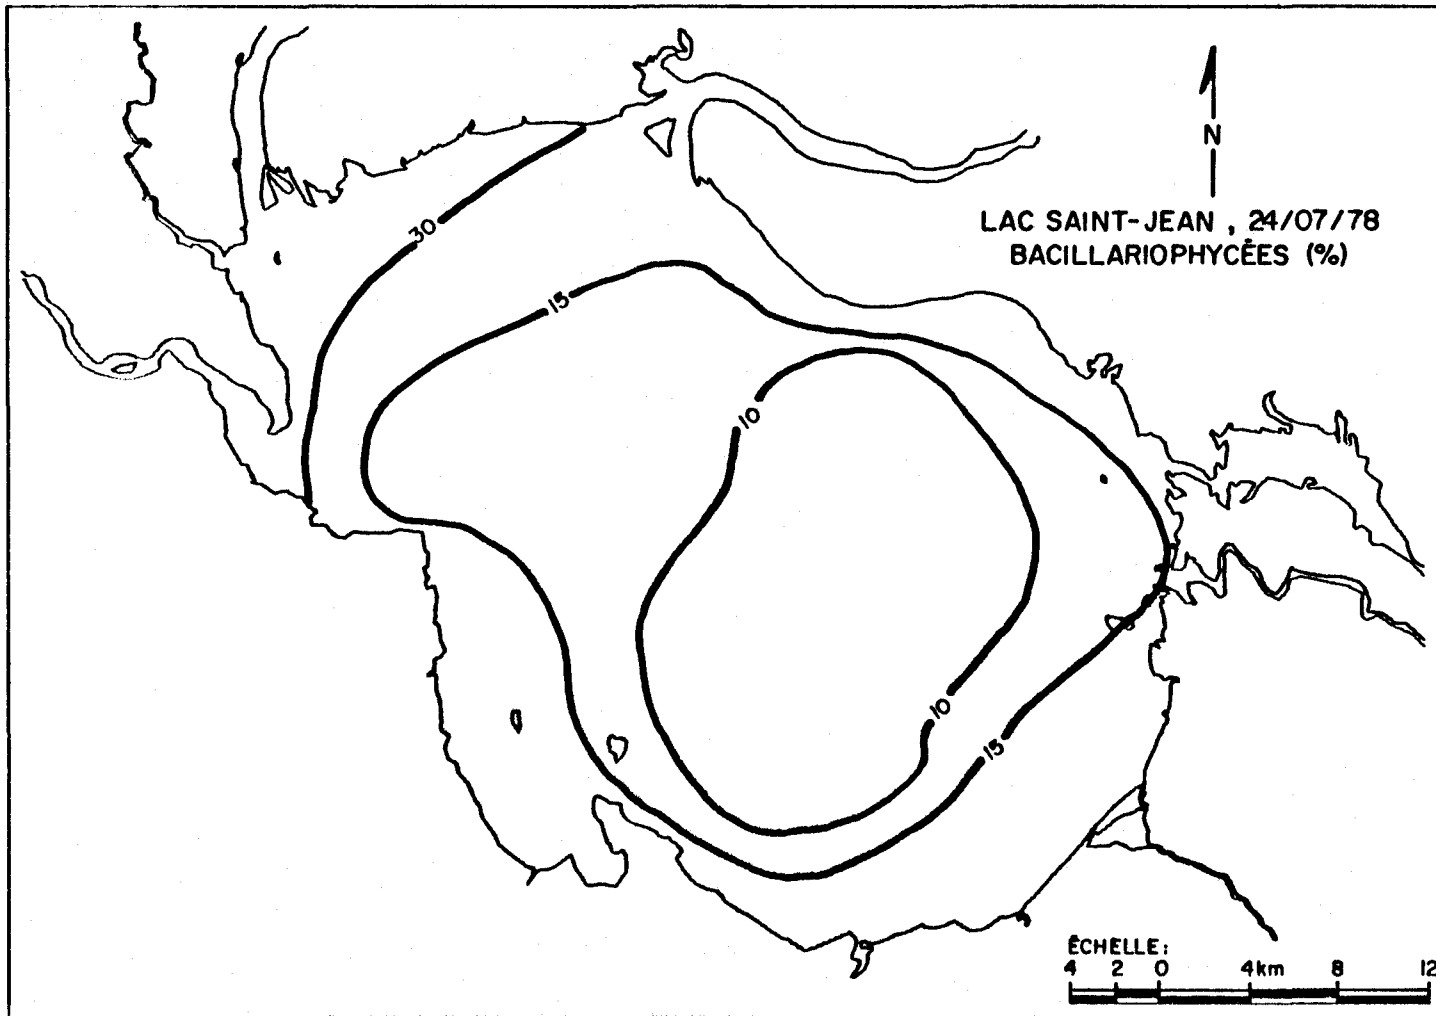 N
LAC SAINT-JEAN , 24/07/78
BACILLARIOPHYCÉES (%)
30
15
10
10
15
ÉCHELLE:
4 2 0 4km 8 12